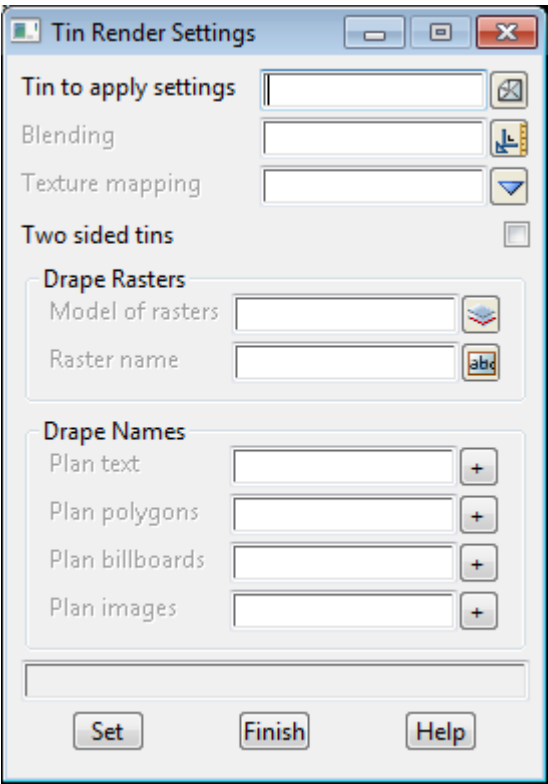 Tin Render Settings
Tin to apply settings
Blending
Texture mapping
Two sided tins
Drape Rasters
Model of rasters
Raster name
abc
Drape Names
Plan text
+
Plan polygons
+
Plan billboards
+
Plan images
+
Set Finish Help